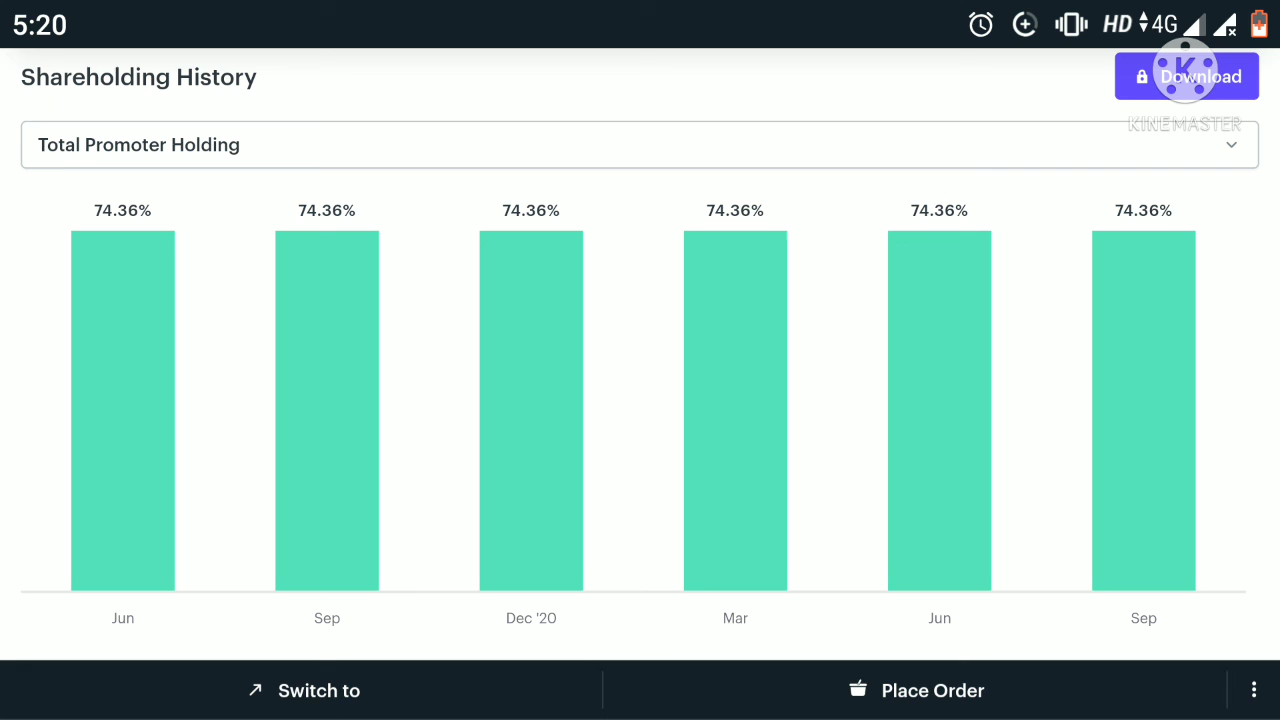 5:20
HD 4G
Shareholding History
Download
KINEMASTER
Total Promoter Holding
74.36% 74.36% 74.36% 74.36% 74.36% 74.36%
Jun Sep Dec '20 Mar Jun Sep
Switch to Place Order